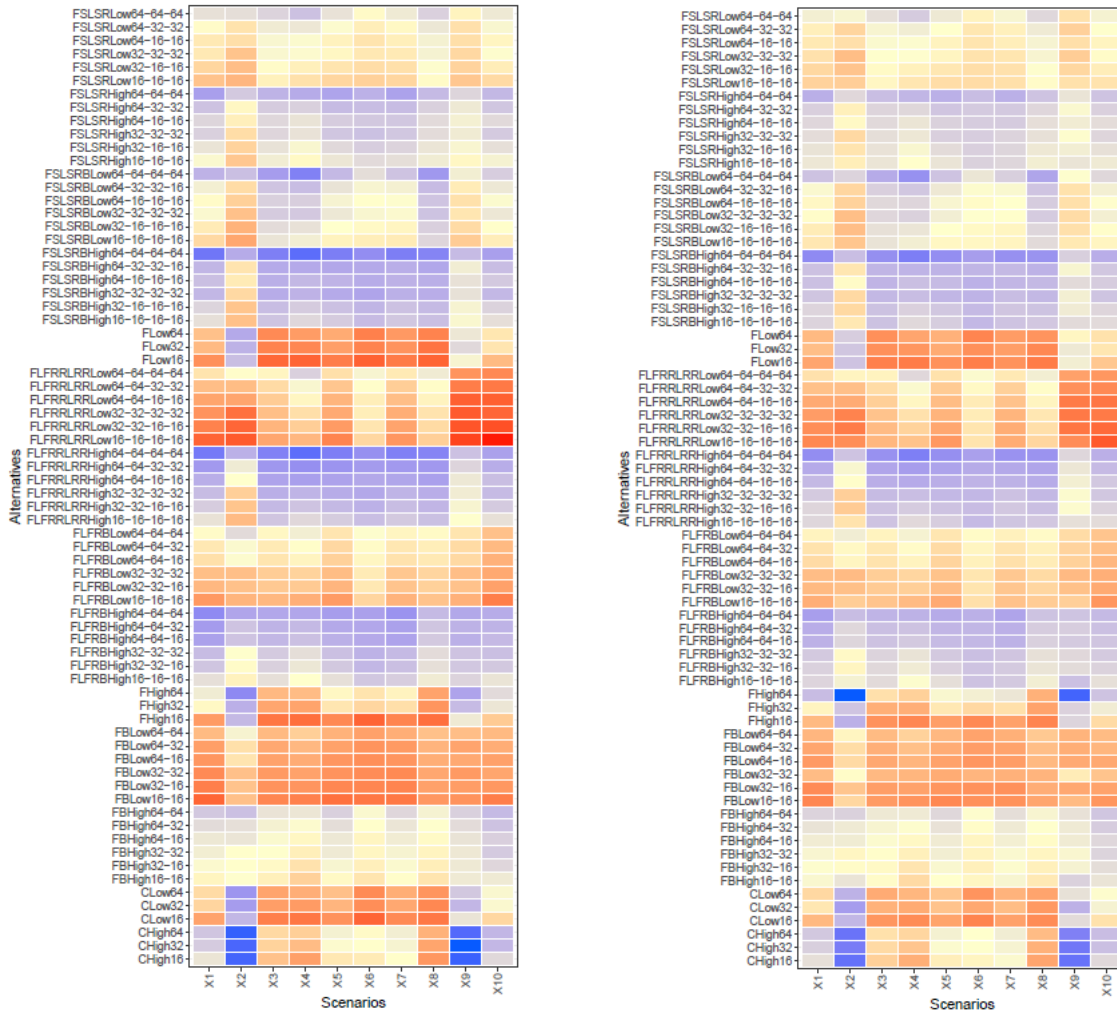 FSLSRLow64-64-64
FSLSRLow64-32-32
FSLSRLow64-16-16
FSLSRLow32-32-32
FSLSRLow32-16-16
FSLSRLow16-16-16
FSLSRHigh64-64-64
FSLSRHigh64-32-32
FSLSRHigh64-16-16
FSLSRHigh32-32-32
FSLSRHigh32-16-16
FSLSRHigh16-16-16
FSLSRBLow64-64-64-64
FSLSRBLow64-32-32-16
FSLSRBLow64-16-16-16
FSLSRBLow32-32-32-32
FSLSRBLow32-16-16-16
FSLSRBLow16-16-16-16
FSLSRBHigh64-64-64-64
FSLSRBHigh64-32-32-16
FSLSRBHigh64-16-16-16
FSLSRBHigh32-32-32-32
FSLSRBHigh32-16-16-16
FSLSRBHigh16-16-16-16
FLow64
FLow32
FLow16
FLFRRLRRLow64-64-64-64
FLFRRLRRLow64-64-32-32
FLFRRLRRLow64-64-16-16
FLFRRLRRLow32-32-32-32
FLFRRLRRLow32-32-16-16
FLFRRLRRLow16-16-16-16
FLFRRLRRHigh64-64-64-64
FLFRRLRRHigh64-64-32-32
FLFRRLRRHigh64-64-16-16
FLFRRLRRHigh32-32-32-32
FLFRRLRRHigh32-32-16-16
FLFRRLRRHigh16-16-16-16
FLFRBLow64-64-64
FLFRBLow64-64-32
FLFRBLow64-64-16
FLFRBLow32-32-32
FLFRBLow32-32-16
FLFRBLow16-16-16
FLFRBHigh64-64-64
FLFRBHigh64-64-32
FLFRBHigh64-64-16
FLFRBHigh32-32-32
FLFRBHigh32-32-16
FLFRBHigh16-16-16
FHigh64
FHigh32
FHigh16
FBLow64-64
FBLow64-32
FBLow64-16
FBLow32-32
FBLow32-16
FBLow16-16
FBHigh64-64
FBHigh64-32
FBHigh64-16
FBHigh32-32
FBHigh32-16
FBHigh16-16
CLow64
CLow32
CLow16
CHigh64
CHigh32
CHigh16
Alternatives
X1 X2 X3 X4 X5 X6 X7 X8 X9 X10
Scenarios
FSLSRLow64-64-64
FSLSRLow64-32-32
FSLSRLow64-16-16
FSLSRLow32-32-32
FSLSRLow32-16-16
FSLSRLow16-16-16
FSLSRHigh64-64-64
FSLSRHigh64-32-32
FSLSRHigh64-16-16
FSLSRHigh32-32-32
FSLSRHigh32-16-16
FSLSRHigh16-16-16
FSLSRBLow64-64-64-64
FSLSRBLow64-32-32-16
FSLSRBLow64-16-16-16
FSLSRBLow32-32-32-32
FSLSRBLow32-16-16-16
FSLSRBLow16-16-16-16
FSLSRBHigh64-64-64-64
FSLSRBHigh64-32-32-16
FSLSRBHigh64-16-16-16
FSLSRBHigh32-32-32-32
FSLSRBHigh32-16-16-16
FSLSRBHigh16-16-16-16
FLow64
FLow32
FLow16
FLFRRLRRLow64-64-64-64
FLFRRLRRLow64-64-32-32
FLFRRLRRLow64-64-16-16
FLFRRLRRLow32-32-32-32
FLFRRLRRLow32-32-16-16
FLFRRLRRLow16-16-16-16
FLFRRLRRHigh64-64-64-64
FLFRRLRRHigh64-64-32-32
FLFRRLRRHigh64-64-16-16
FLFRRLRRHigh32-32-32-32
FLFRRLRRHigh32-32-16-16
FLFRRLRRHigh16-16-16-16
FLFRBLow64-64-64
FLFRBLow64-64-32
FLFRBLow64-64-16
FLFRBLow32-32-32
FLFRBLow32-32-16
FLFRBLow16-16-16
FLFRBHigh64-64-64
FLFRBHigh64-64-32
FLFRBHigh64-64-16
FLFRBHigh32-32-32
FLFRBHigh32-32-16
FLFRBHigh16-16-16
FHigh64
FHigh32
FHigh16
FBLow64-64
FBLow64-32
FBLow64-16
FBLow32-32
FBLow32-16
FBLow16-16
FBHigh64-64
FBHigh64-32
FBHigh64-16
FBHigh32-32
FBHigh32-16
FBHigh16-16
CLow64
CLow32
CLow16
CHigh64
CHigh32
CHigh16
Alternatives
X1 X2 X3 X4 X5 X6 X7 X8 X9 X10
Scenarios